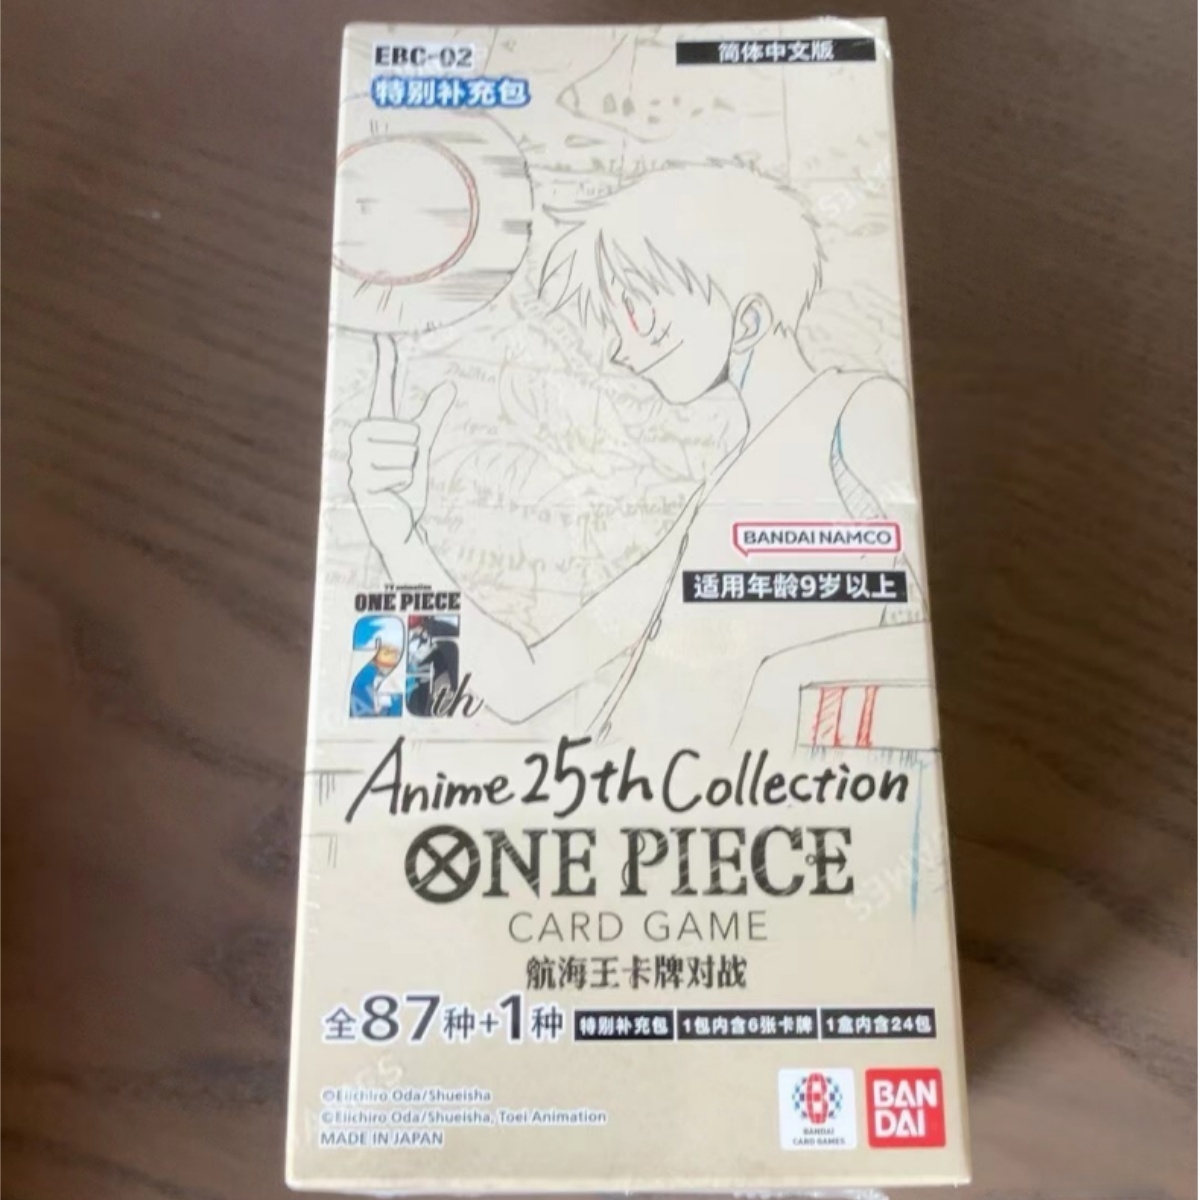 EBC-02
简体中文版
特别补充包
BANDAI NAMCO
适用年龄9岁以上
TV animation
ONE PIECE
25th
Anime 25th Collection
ONE PIECE
CARD GAME
航海王卡牌对战
全87种+1种 特别补充包 1包内含6张卡牌 1盒内含24包
©Eiichiro Oda/Shueisha
©Eiichiro Oda/Shueisha, Toei Animation
MADE IN JAPAN
BANDAI
CARD GAMES
BAN
DAI